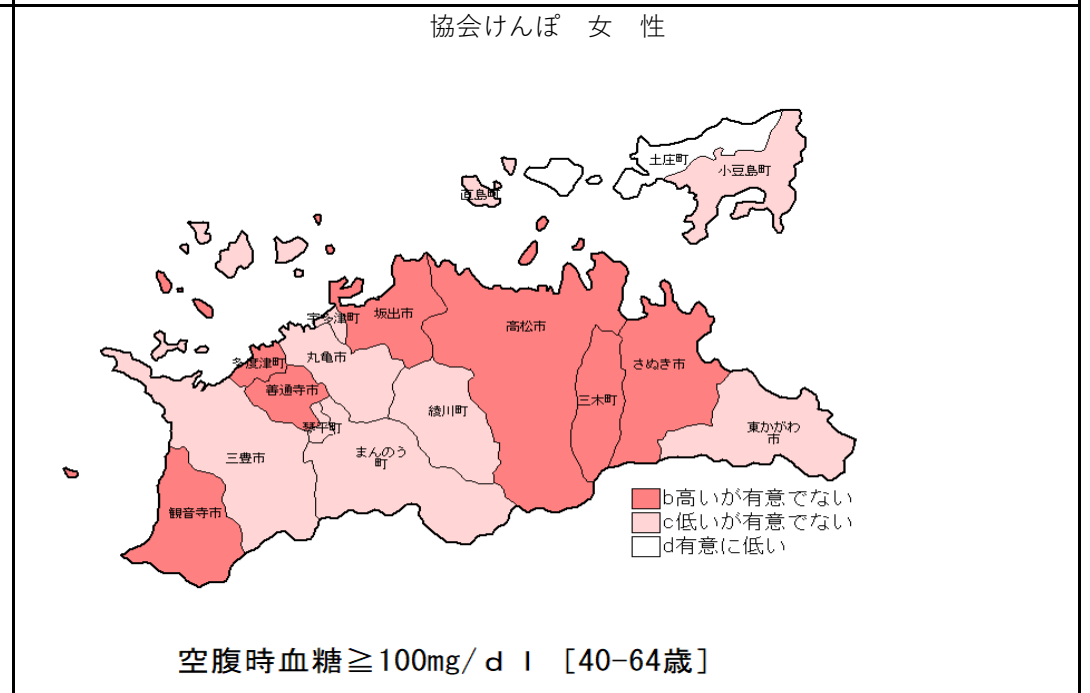 協会けんぽ　女　性
土庄町
小豆島町
直島町
宇多津町
坂出市
高松市
多度津町
丸亀市
さぬき市
善通寺市
三木町
綾川町
琴平町
東かがわ
市
まんのう
町
三豊市
観音寺市
b高いが有意でない
c低いが有意でない
d有意に低い
空腹時血糖≧100mg/ｄｌ［40-64歳］